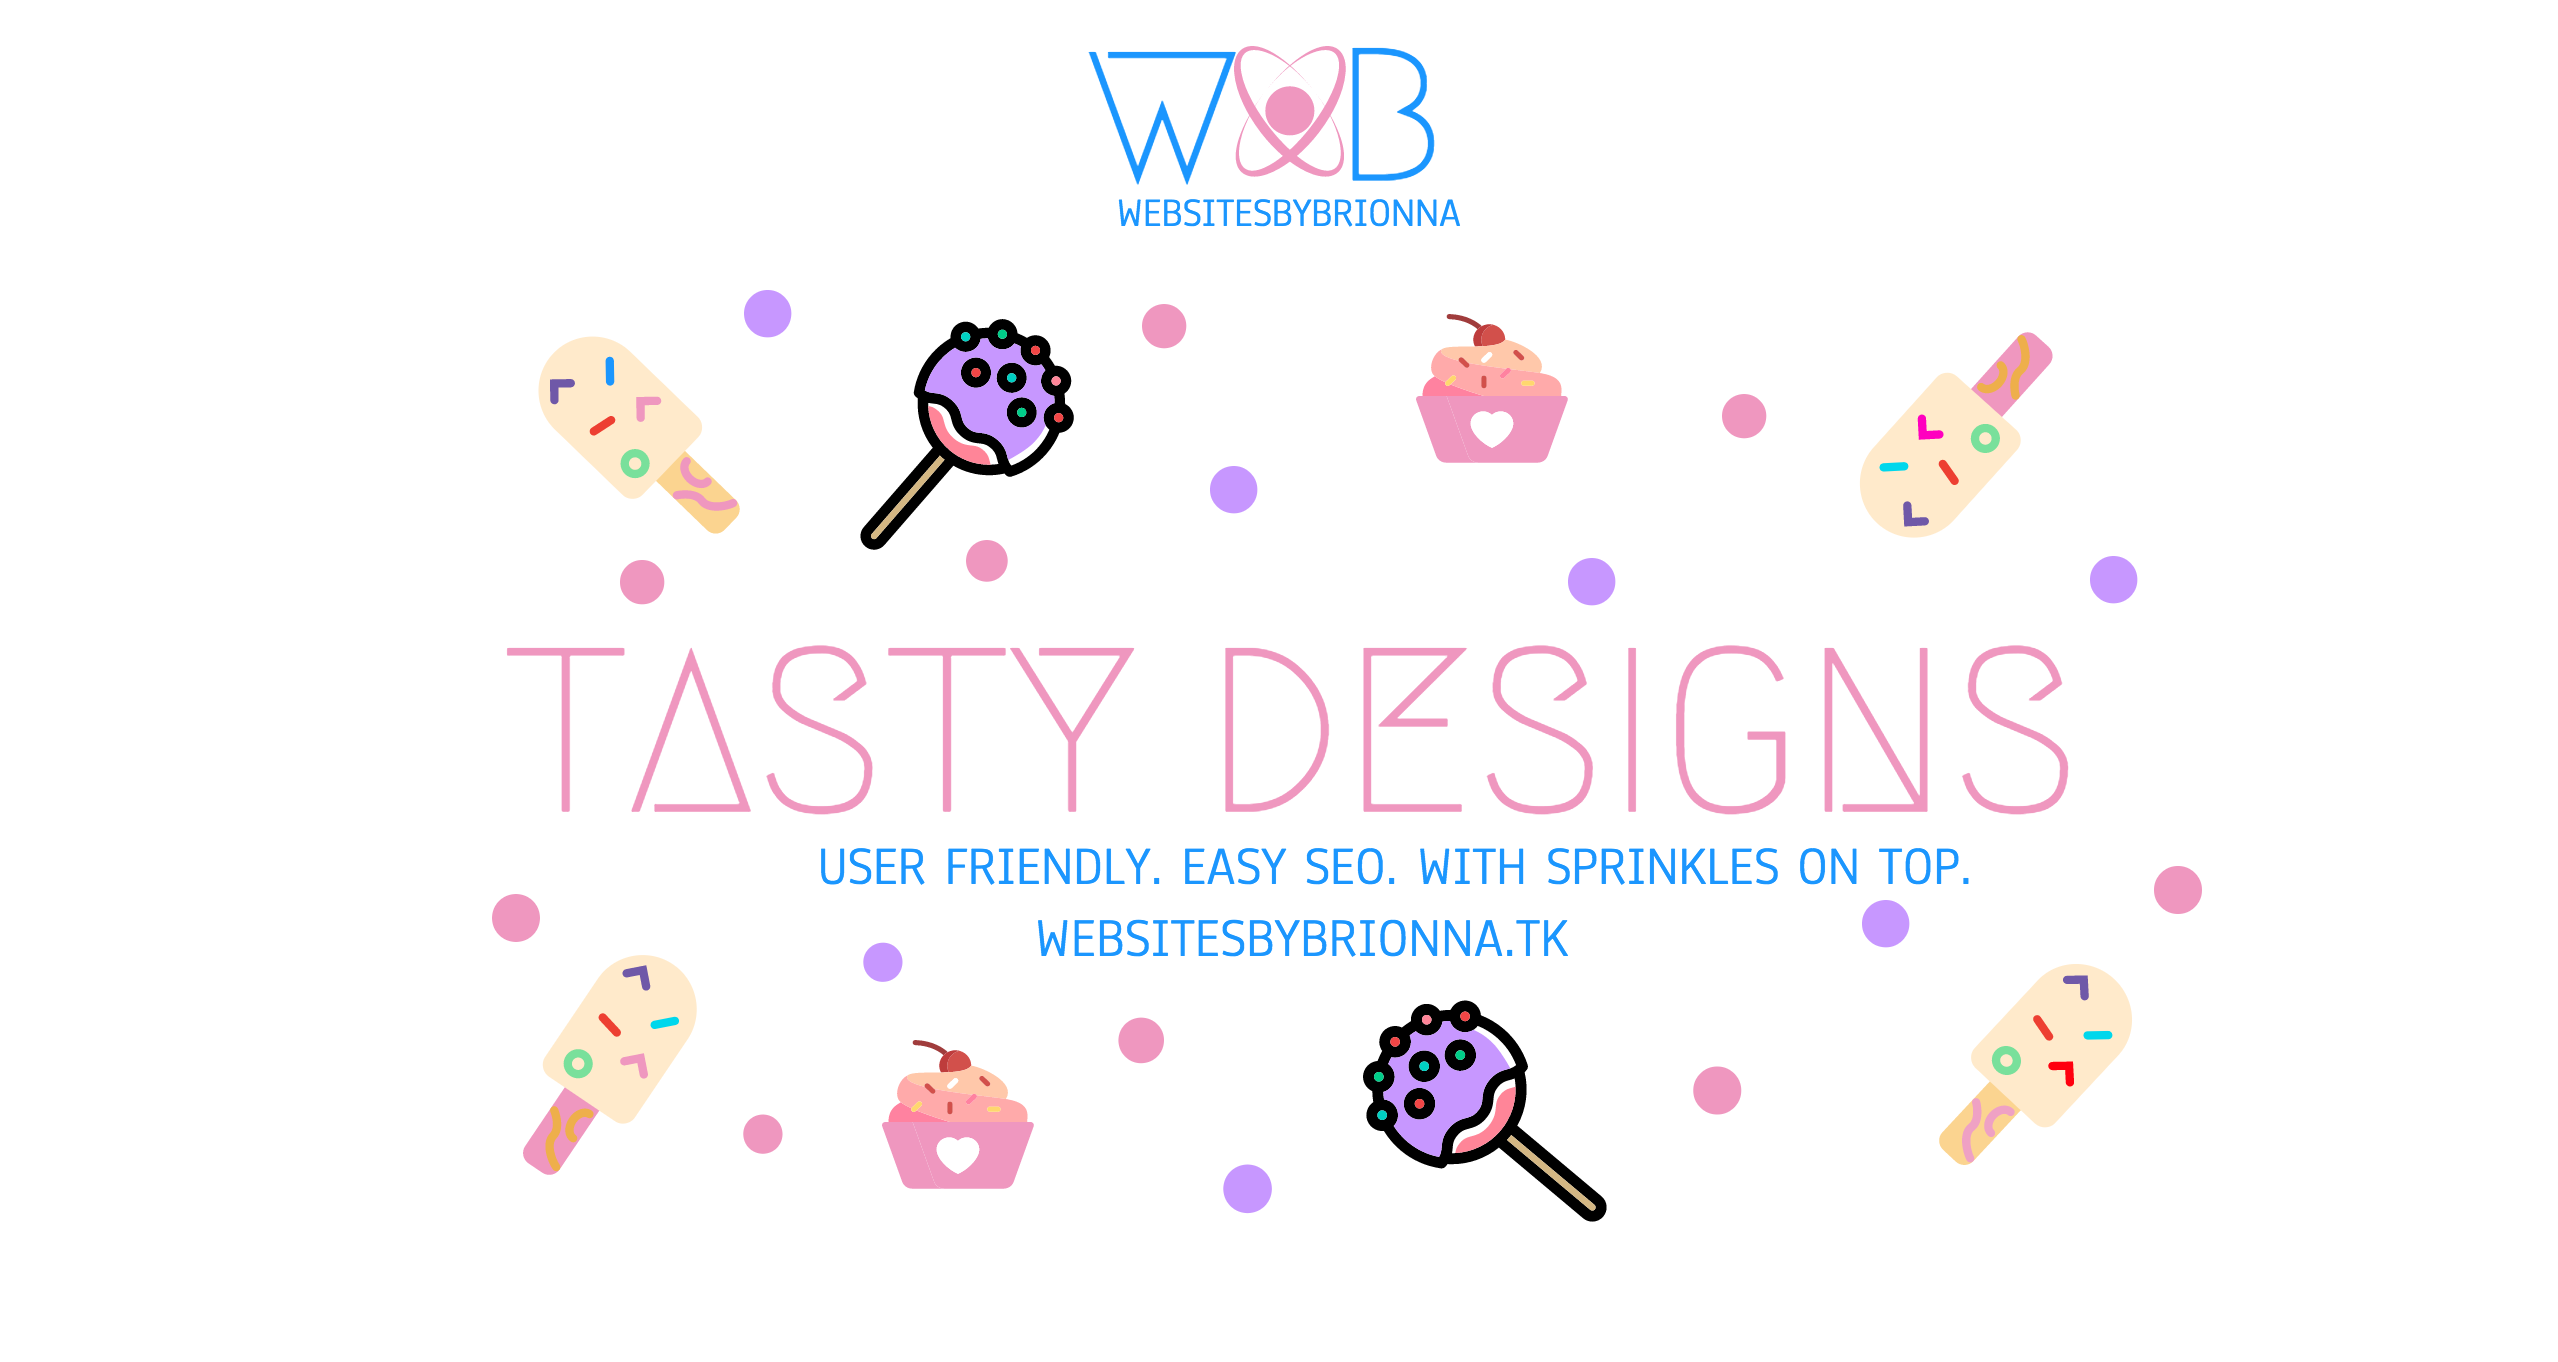 WB
WEBSITESBYBRIONNA
TASTY DESIGNS
USER FRIENDLY. EASY SEO. WITH SPRINKLES ON TOP.
WEBSITESBYBRIONNA.TK